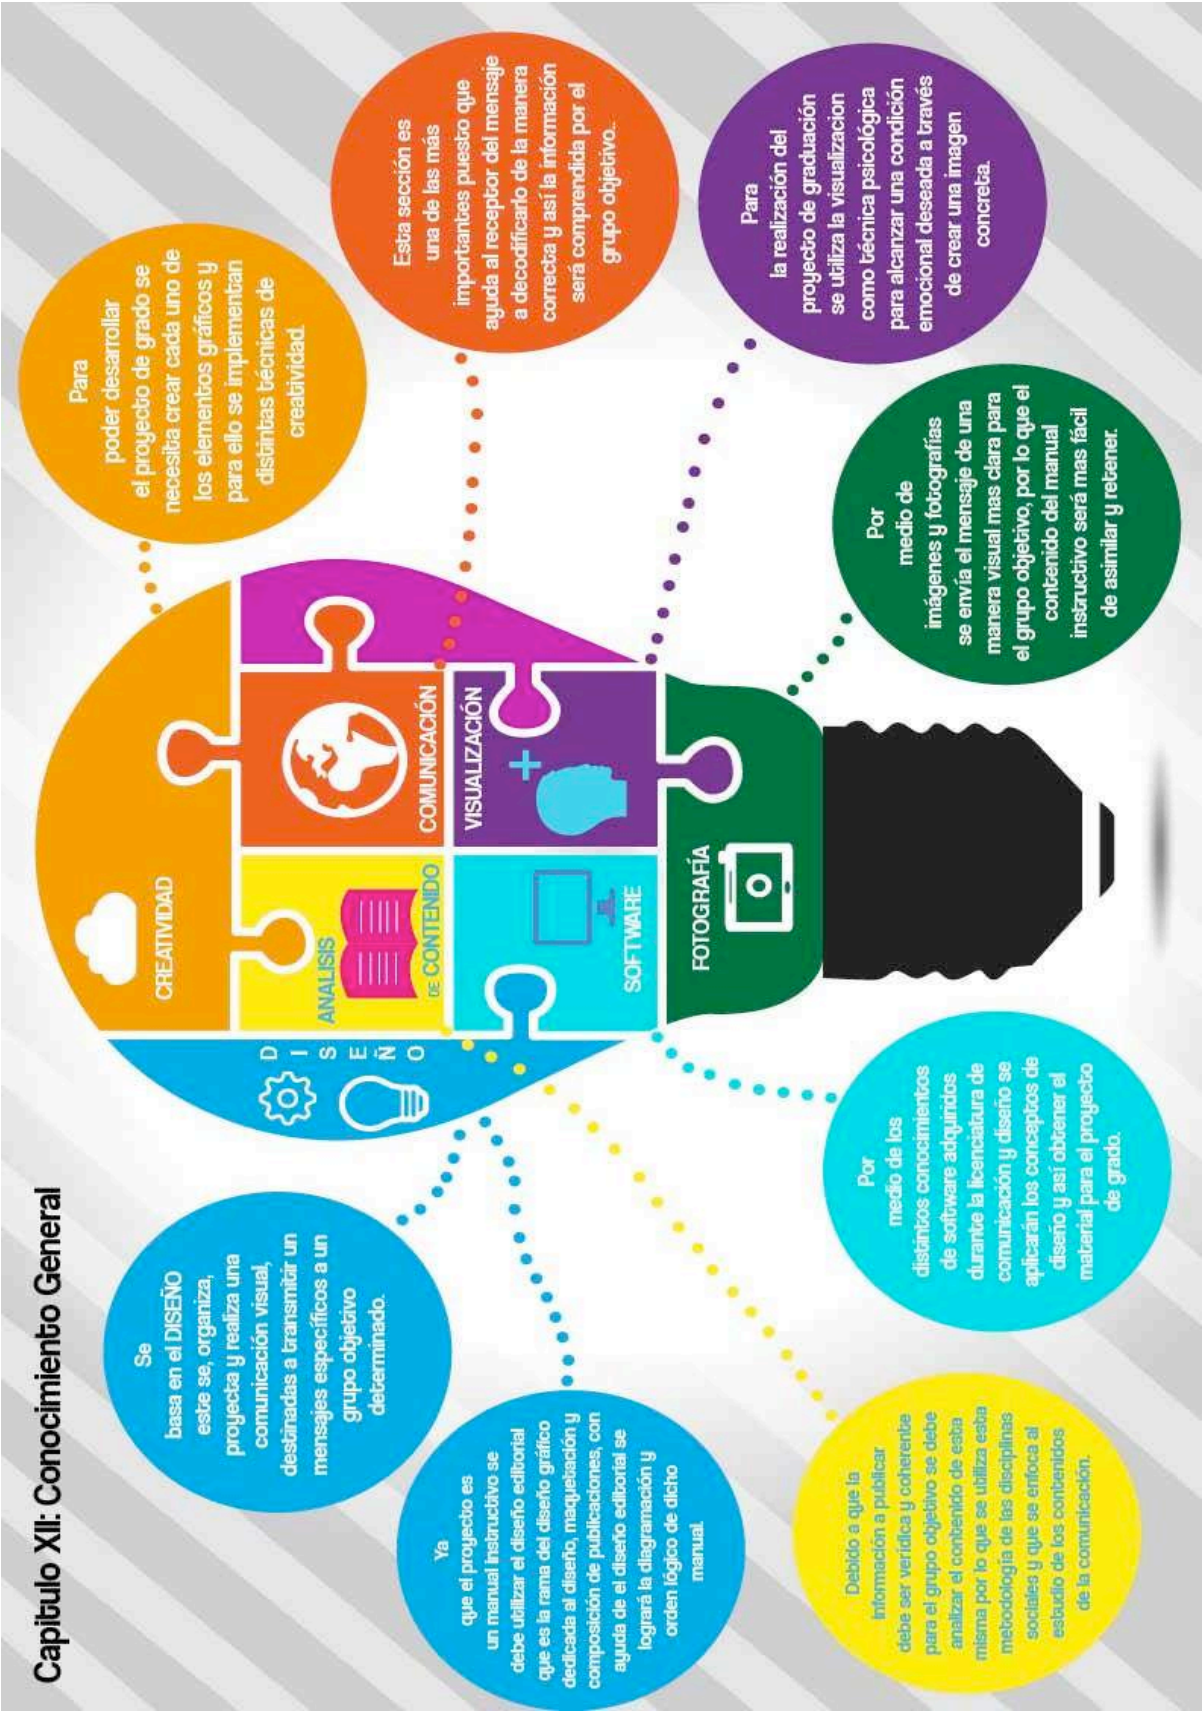 Capitulo XII: Conocimiento General
Se
basa en el DISEÑO
este se, organiza,
proyecta y realiza una
comunicación visual,
destinadas a transmitir un
mensajes específicos a un
grupo objetivo
determinado.
Ya
que el proyecto es
un manual instructivo se
debe utilizar el diseño editorial
que es la rama del diseño gráfico
dedicada al diseño, maquetación y
composición de publicaciones, con
ayuda de el diseño editorial se
logrará la diagramación y
orden lógico de dicho
manual.
Debido a que la
Información a publicar
debe ser verídica y coherente
para el grupo objetivo se debe
analizar el contenido de esta
misma por lo que se utiliza esta
metodología de las disciplinas
sociales y que se enfoca al
estudio de los contenidos
de la comunicación.
Por
medio de los
distintos conocimientos
de software adquiridos
durante la licenciatura de
comunicación y diseño se
aplicarán los conceptos de
diseño y así obtener el
material para el proyecto
de grado.
DISEÑO
CREATIVIDAD
ANALISIS
DE CONTENIDO
COMUNICACIÓN
SOFTWARE
VISUALIZACIÓN
FOTOGRAFÍA
Para
poder desarrollar
el proyecto de grado se
necesita crear cada uno de
los elementos gráficos y
para ello se implementan
distintas técnicas de
creatividad.
Esta sección es
una de las más
importantes puesto que
ayuda al receptor del mensaje
a decodificarlo de la manera
correcta y así la información
será comprendida por el
grupo objetivo..
Para
la realización del
proyecto de graduación
se utiliza la visualizacion
como técnica psicológica
para alcanzar una condición
emocional deseada a través
de crear una imagen
concreta.
Por
medio de
imágenes y fotografías
se envía el mensaje de una
manera visual mas clara para
el grupo objetivo, por lo que el
contenido del manual
instructivo será mas fácil
de asimilar y retener.